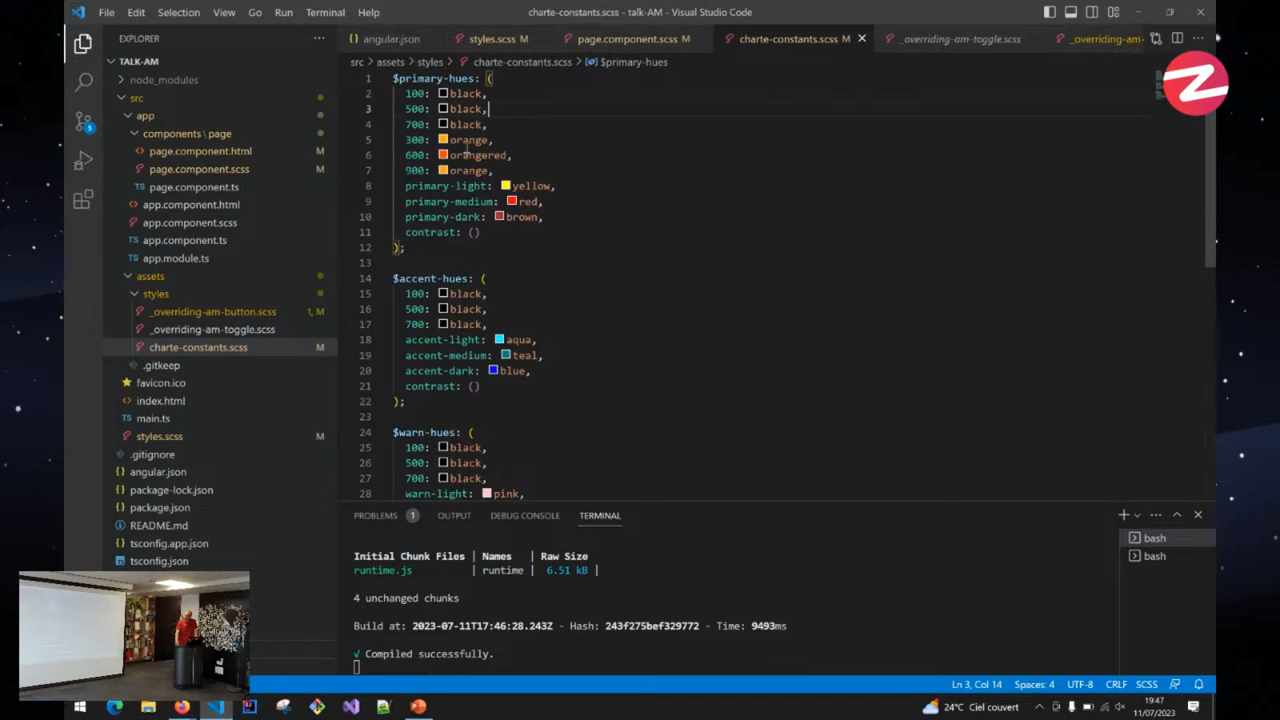 File Edit Selection View Go Run Terminal Help
charte-constants.scss - talk-AM - Visual Studio Code
EXPLORER
TALK-AM
node_modules
src
app
components \ page
page.component.html M
page.component.scss M
page.component.ts
app.component.html
app.component.scss
app.component.ts
app.module.ts
assets
styles
_overriding-am-button.scss 1, M
_overriding-am-toggle.scss
charte-constants.scss M
.gitkeep
favicon.ico
index.html
main.ts
styles.scss M
.gitignore
angular.json
package-lock.json
package.json
README.md
tsconfig.app.json
tsconfig.json
5
angular.json styles.scss M page.component.scss M charte-constants.scss M _overriding-am-toggle.scss _overriding-am-
src > assets > styles > charte-constants.scss > $primary-hues
1 $primary-hues: (
2 100: black,
3 500: black,
4 700: black,
5 300: orange,
6 600: orangered,
7 900: orange,
8 primary-light: yellow,
9 primary-medium: red,
10 primary-dark: brown,
11 contrast: ()
12 );
13
14 $accent-hues: (
15 100: black,
16 500: black,
17 700: black,
18 accent-light: aqua,
19 accent-medium: teal,
20 accent-dark: blue,
21 contrast: ()
22 );
23
24 $warn-hues: (
25 100: black,
26 500: black,
27 700: black,
28 warn-light: pink,
PROBLEMS 1 OUTPUT DEBUG CONSOLE TERMINAL
bash
bash
Initial Chunk Files | Names | Raw Size
runtime.js | runtime | 6.51 kB |
4 unchanged chunks
Build at: 2023-07-11T17:46:28.243Z - Hash: 243f275bef329772 - Time: 9493ms
√ Compiled successfully.
Ln 3, Col 14 Spaces: 4 UTF-8 CRLF SCSS
24°C Ciel couvert
19:47
11/07/2023